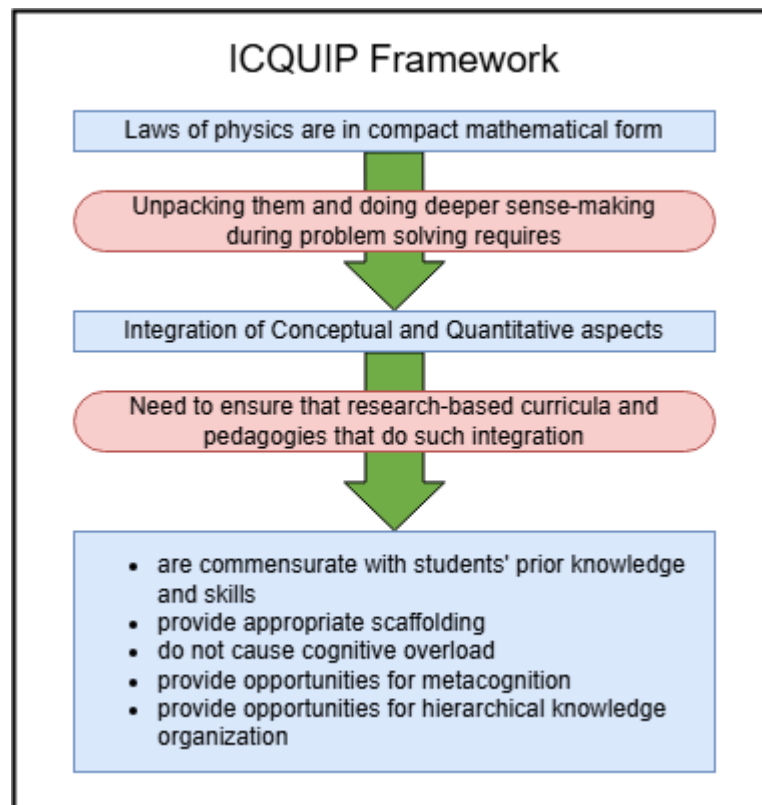 ICQUIP Framework
Laws of physics are in compact mathematical form
Unpacking them and doing deeper sense-making
during problem solving requires
Integration of Conceptual and Quantitative aspects
Need to ensure that research-based curricula and
pedagogies that do such integration
• are commensurate with students' prior knowledge
and skills
• provide appropriate scaffolding
• do not cause cognitive overload
• provide opportunities for metacognition
• provide opportunities for hierarchical knowledge
organization